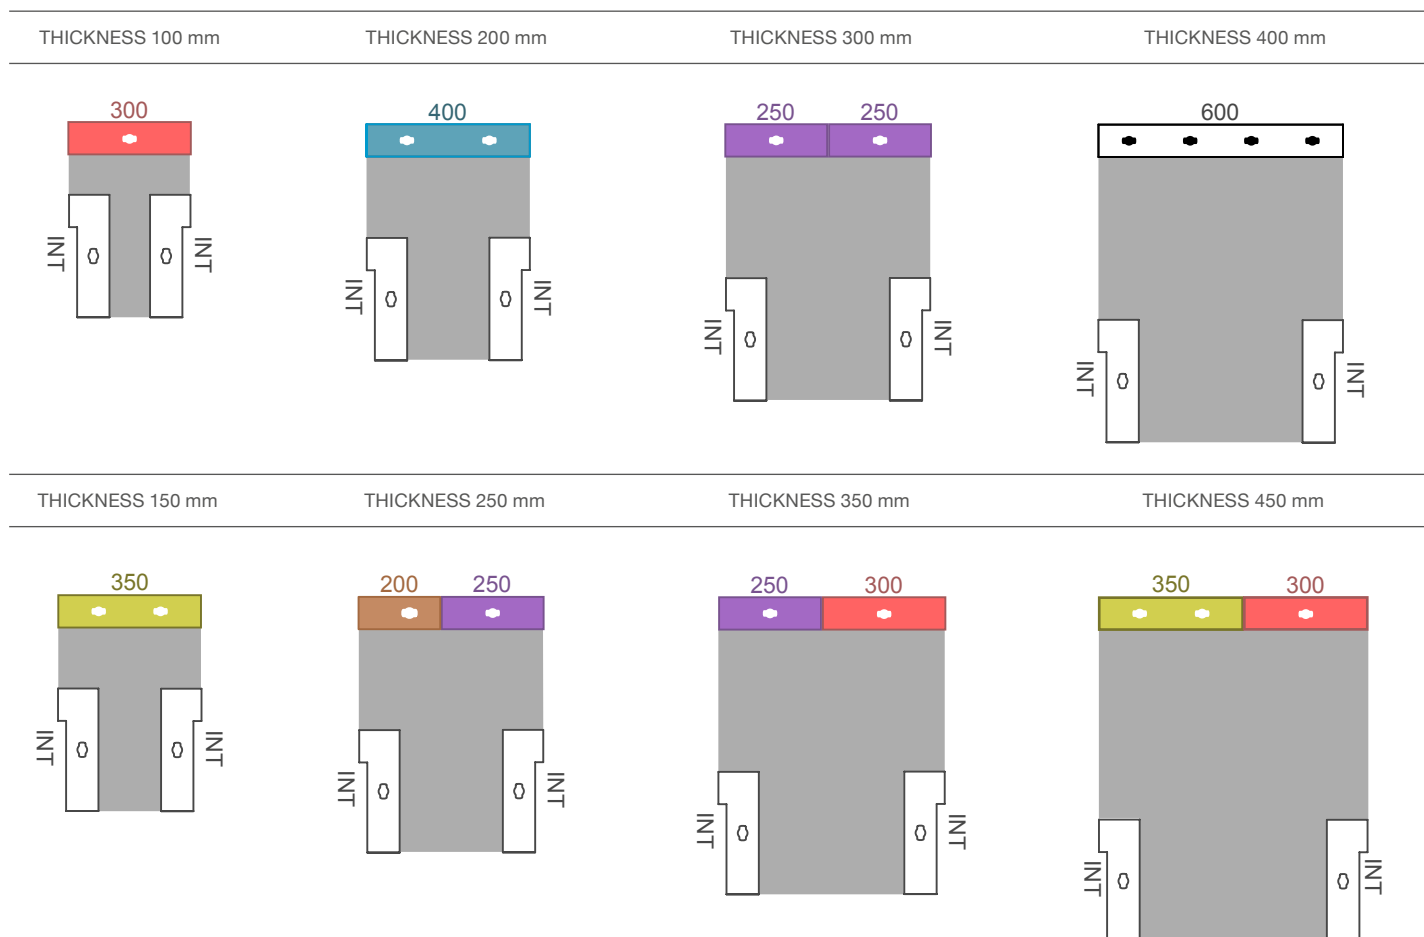 THICKNESS 100 mm THICKNESS 200 mm THICKNESS 300 mm THICKNESS 400 mm
300 400 250 250 600
INT INT INT INT INT INT INT INT
THICKNESS 150 mm THICKNESS 250 mm THICKNESS 350 mm THICKNESS 450 mm
350 200 250 250 300 350 300
INT INT INT INT INT INT INT INT